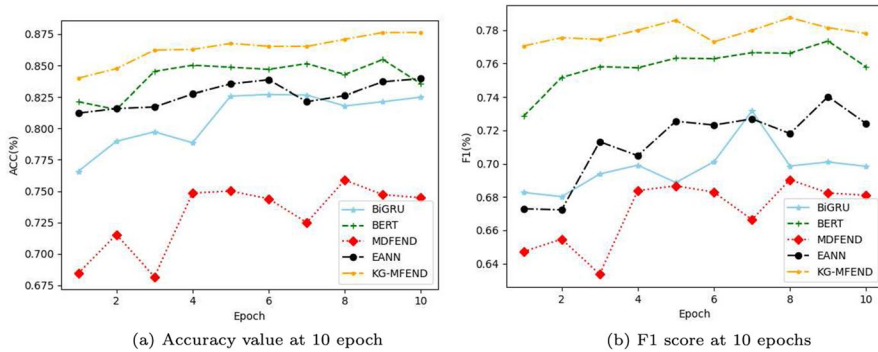 0.875
0.850
0.825
0.800
0.775
0.750
0.725
0.700
0.675
ACC(%)
2 4 6 8 10
Epoch
BiGRU
BERT
MDFEND
EANN
KG-MFEND
(a) Accuracy value at 10 epoch
0.78
0.76
0.74
0.72
0.70
0.68
0.66
0.64
F1(%)
2 4 6 8 10
Epoch
BiGRU
BERT
MDFEND
EANN
KG-MFEND
(b) F1 score at 10 epochs